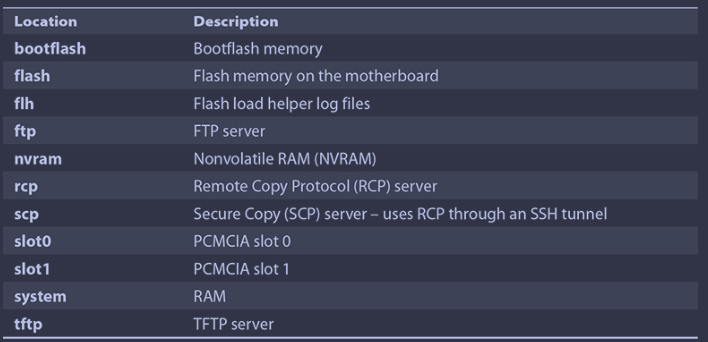 Location Description
bootflash Bootflash memory
flash Flash memory on the motherboard
flh Flash load helper log files
ftp FTP server
nvram Nonvolatile RAM (NVRAM)
rcp Remote Copy Protocol (RCP) server
scp Secure Copy (SCP) server – uses RCP through an SSH tunnel
slot0 PCMCIA slot 0
slot1 PCMCIA slot 1
system RAM
tftp TFTP server